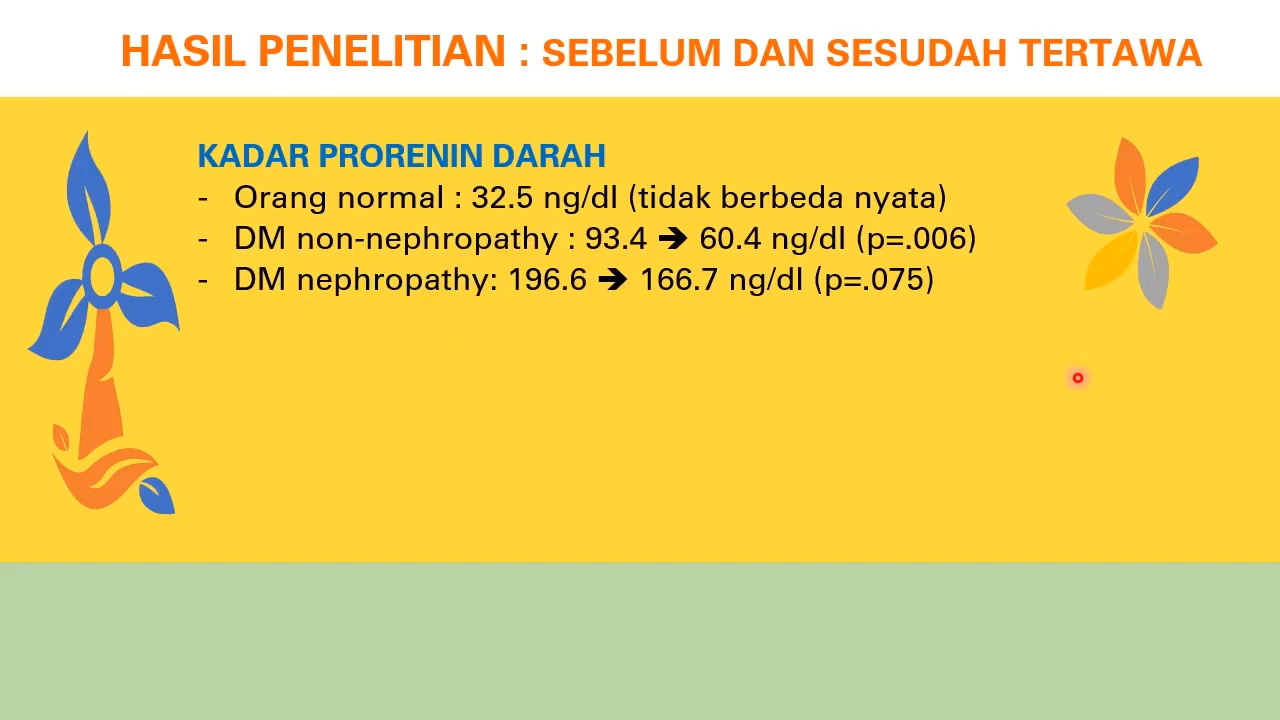 HASIL PENELITIAN : SEBELUM DAN SESUDAH TERTAWA
KADAR PRORENIN DARAH
- Orang normal : 32.5 ng/dl (tidak berbeda nyata)
- DM non-nephropathy : 93.4 ➔ 60.4 ng/dl (p=.006)
- DM nephropathy: 196.6 ➔ 166.7 ng/dl (p=.075)